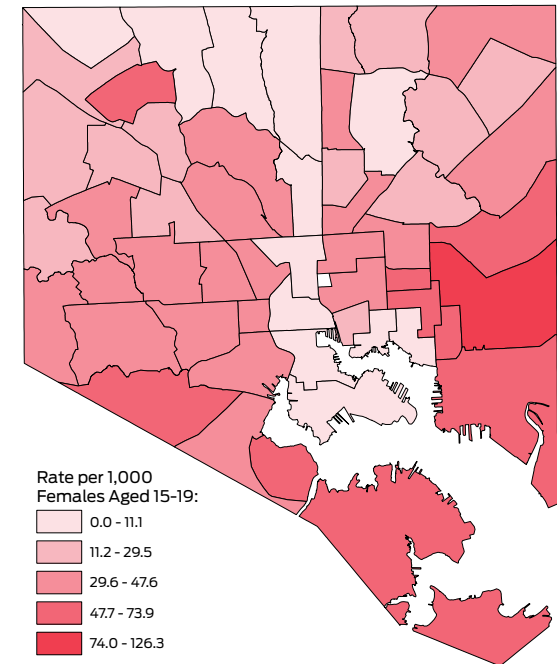 Rate per 1,000
Females Aged 15-19:
0.0 - 11.1
11.2 - 29.5
29.6 - 47.6
47.7 - 73.9
74.0 - 126.3